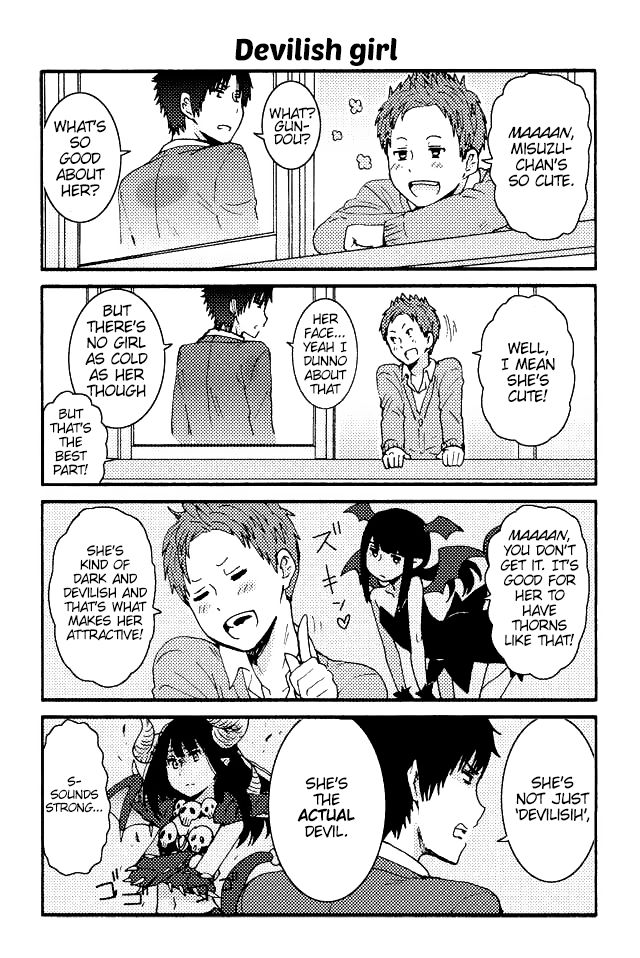 Devilish girl
MAAAAN,
MISUZU-
CHAN'S
SO CUTE.
WHAT?
GUN-
DOU?
WHAT'S
SO
GOOD
ABOUT
HER?
WELL,
I MEAN
SHE'S
CUTE!
HER
FACE...
YEAH I
DUNNO
ABOUT
THAT
BUT
THERE'S
NO GIRL
AS COLD
AS HER
THOUGH
BUT
THAT'S
THE
BEST
PART!
MAAAAN,
YOU DON'T
GET IT. IT'S
GOOD FOR
HER TO
HAVE
THORNS
LIKE THAT!
ズキン♡
SHE'S
KIND OF
DARK AND
DEVILISH AND
THAT'S WHAT
MAKES HER
ATTRACTIVE!
SHE'S
NOT JUST
'DEVILISIH',
SHE'S
THE
ACTUAL
DEVIL.
S-
SOUNDS
STRONG...
ゴゴ